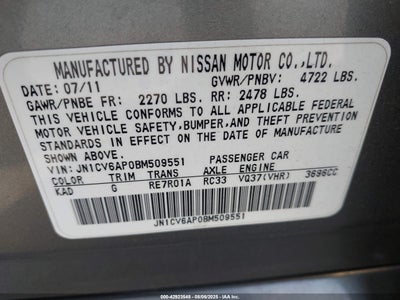 MANUFACTURED BY NISSAN MOTOR CO.,LTD.
DATE: 07/11 GVWR/PNBV: 4722 LBS.
GAWR/PNBE FR: 2270 LBS. RR: 2478 LBS.
THIS VEHICLE CONFORMS TO ALL APPLICABLE FEDERAL
MOTOR VEHICLE SAFETY,BUMPER,AND THEFT PREVENTION
STANDARDS IN EFFECT ON THE DATE OF MANUFACTURE
SHOWN ABOVE.
VIN: JN1CV6AP0BM509551 PASSENGER CAR
COLOR TRIM TRANS AXLE ENGINE
KAD G RE7R01A RC33 VQ37(VHR) 3696CC
JN1CV6AP0BM509551